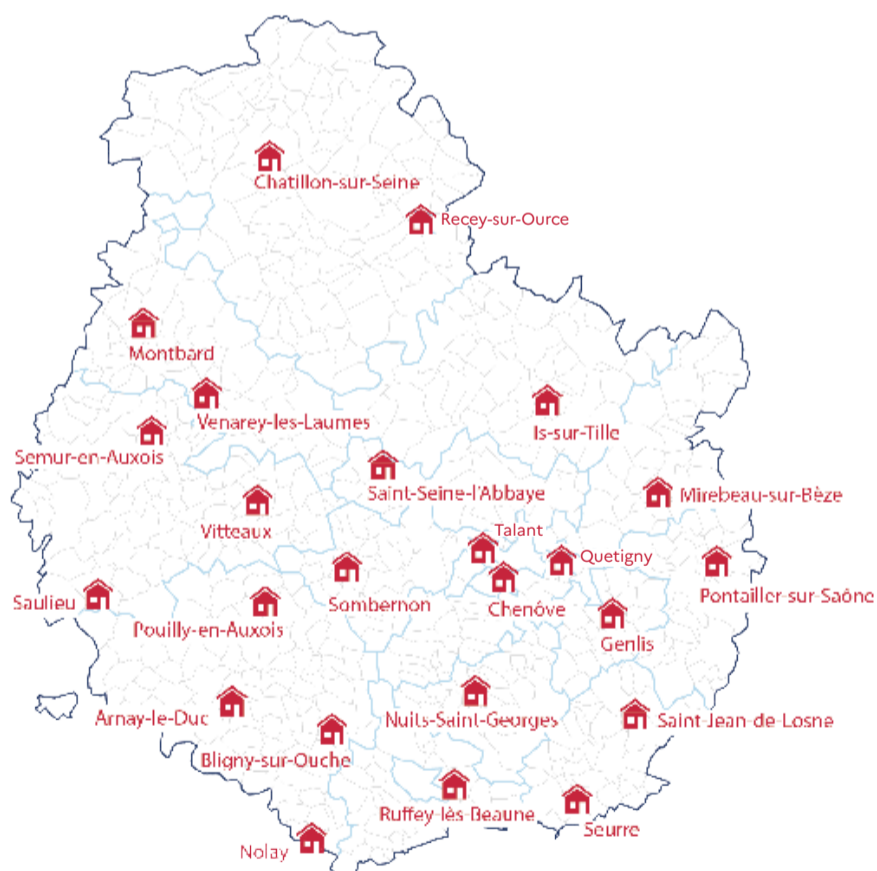 Chatillon-sur-Seine
Recey-sur-Ource
Montbard
Venarey-les-Laumes
Is-sur-Tille
Semur-en-Auxois
Saint-Seine-l'Abbaye
Mirebeau-sur-Bèze
Vitteaux
Talant
Quetigny
Sombernon
Chenôve
Pontailler-sur-Saône
Saulieu
Pouilly-en-Auxois
Genlis
Arnay-le-Duc
Nuits-Saint-Georges
Saint-Jean-de-Losne
Bligny-sur-Ouche
Ruffey-lès-Beaune
Seurre
Nolay